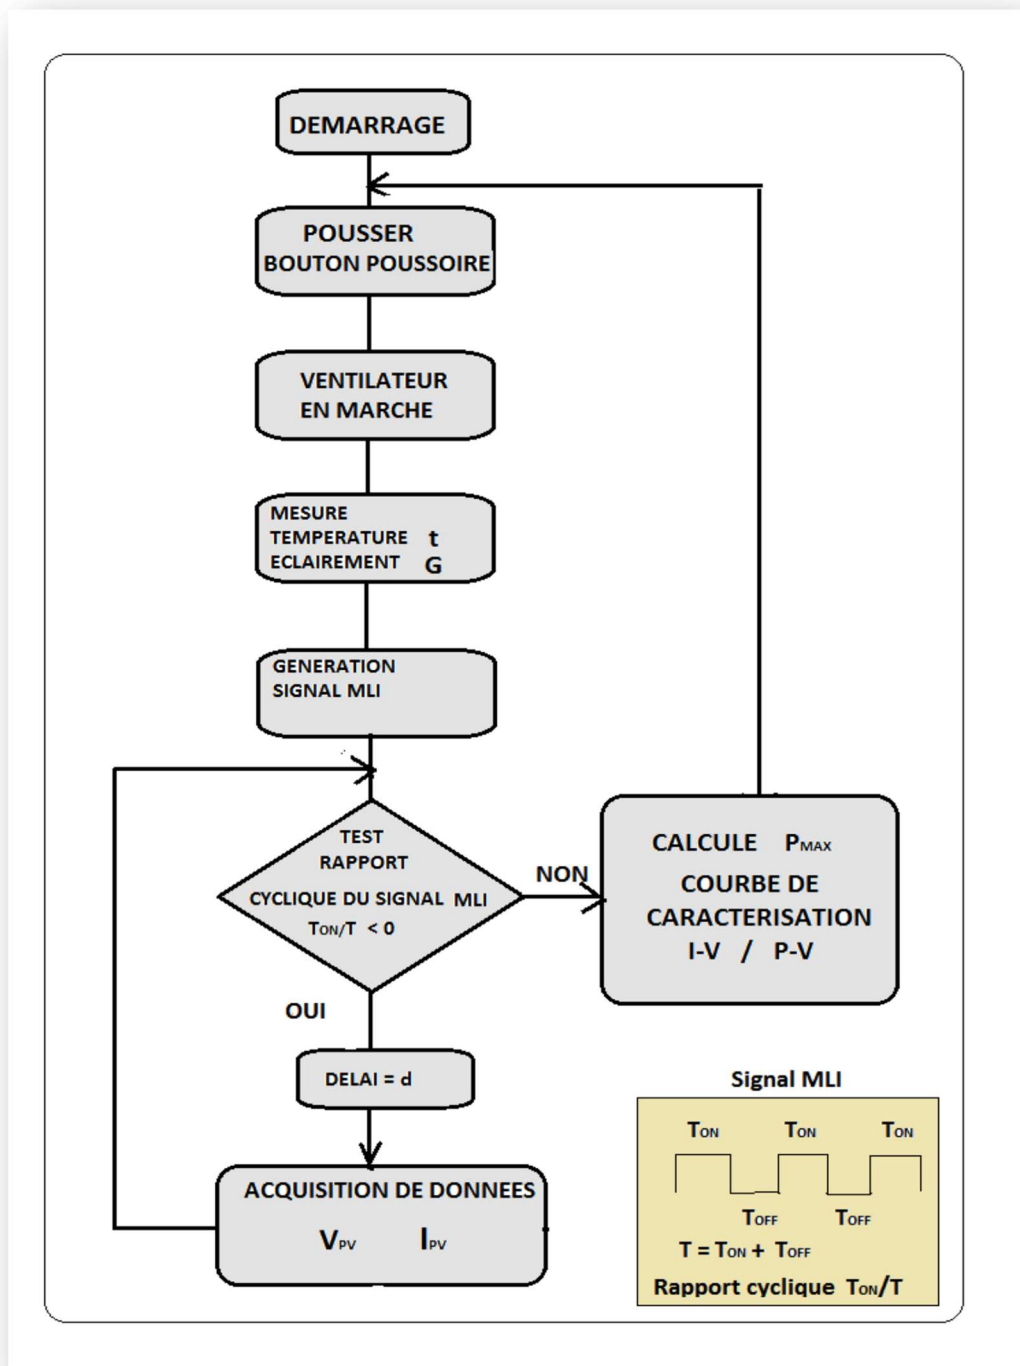 DEMARRAGE
POUSSER
BOUTON POUSSOIRE
VENTILATEUR
EN MARCHE
MESURE
TEMPERATURE t
ECLAIREMENT G
GENERATION
SIGNAL MLI
TEST
RAPPORT
CYCLIQUE DU SIGNAL MLI
TON/T < 0
NON
CALCULE PMAX
COURBE DE
CARACTERISATION
I-V / P-V
OUI
DELAI = d
ACQUISITION DE DONNEES
VPV IPV
Signal MLI
TON TON TON
TOFF TOFF
T = TON + TOFF
Rapport cyclique TON/T